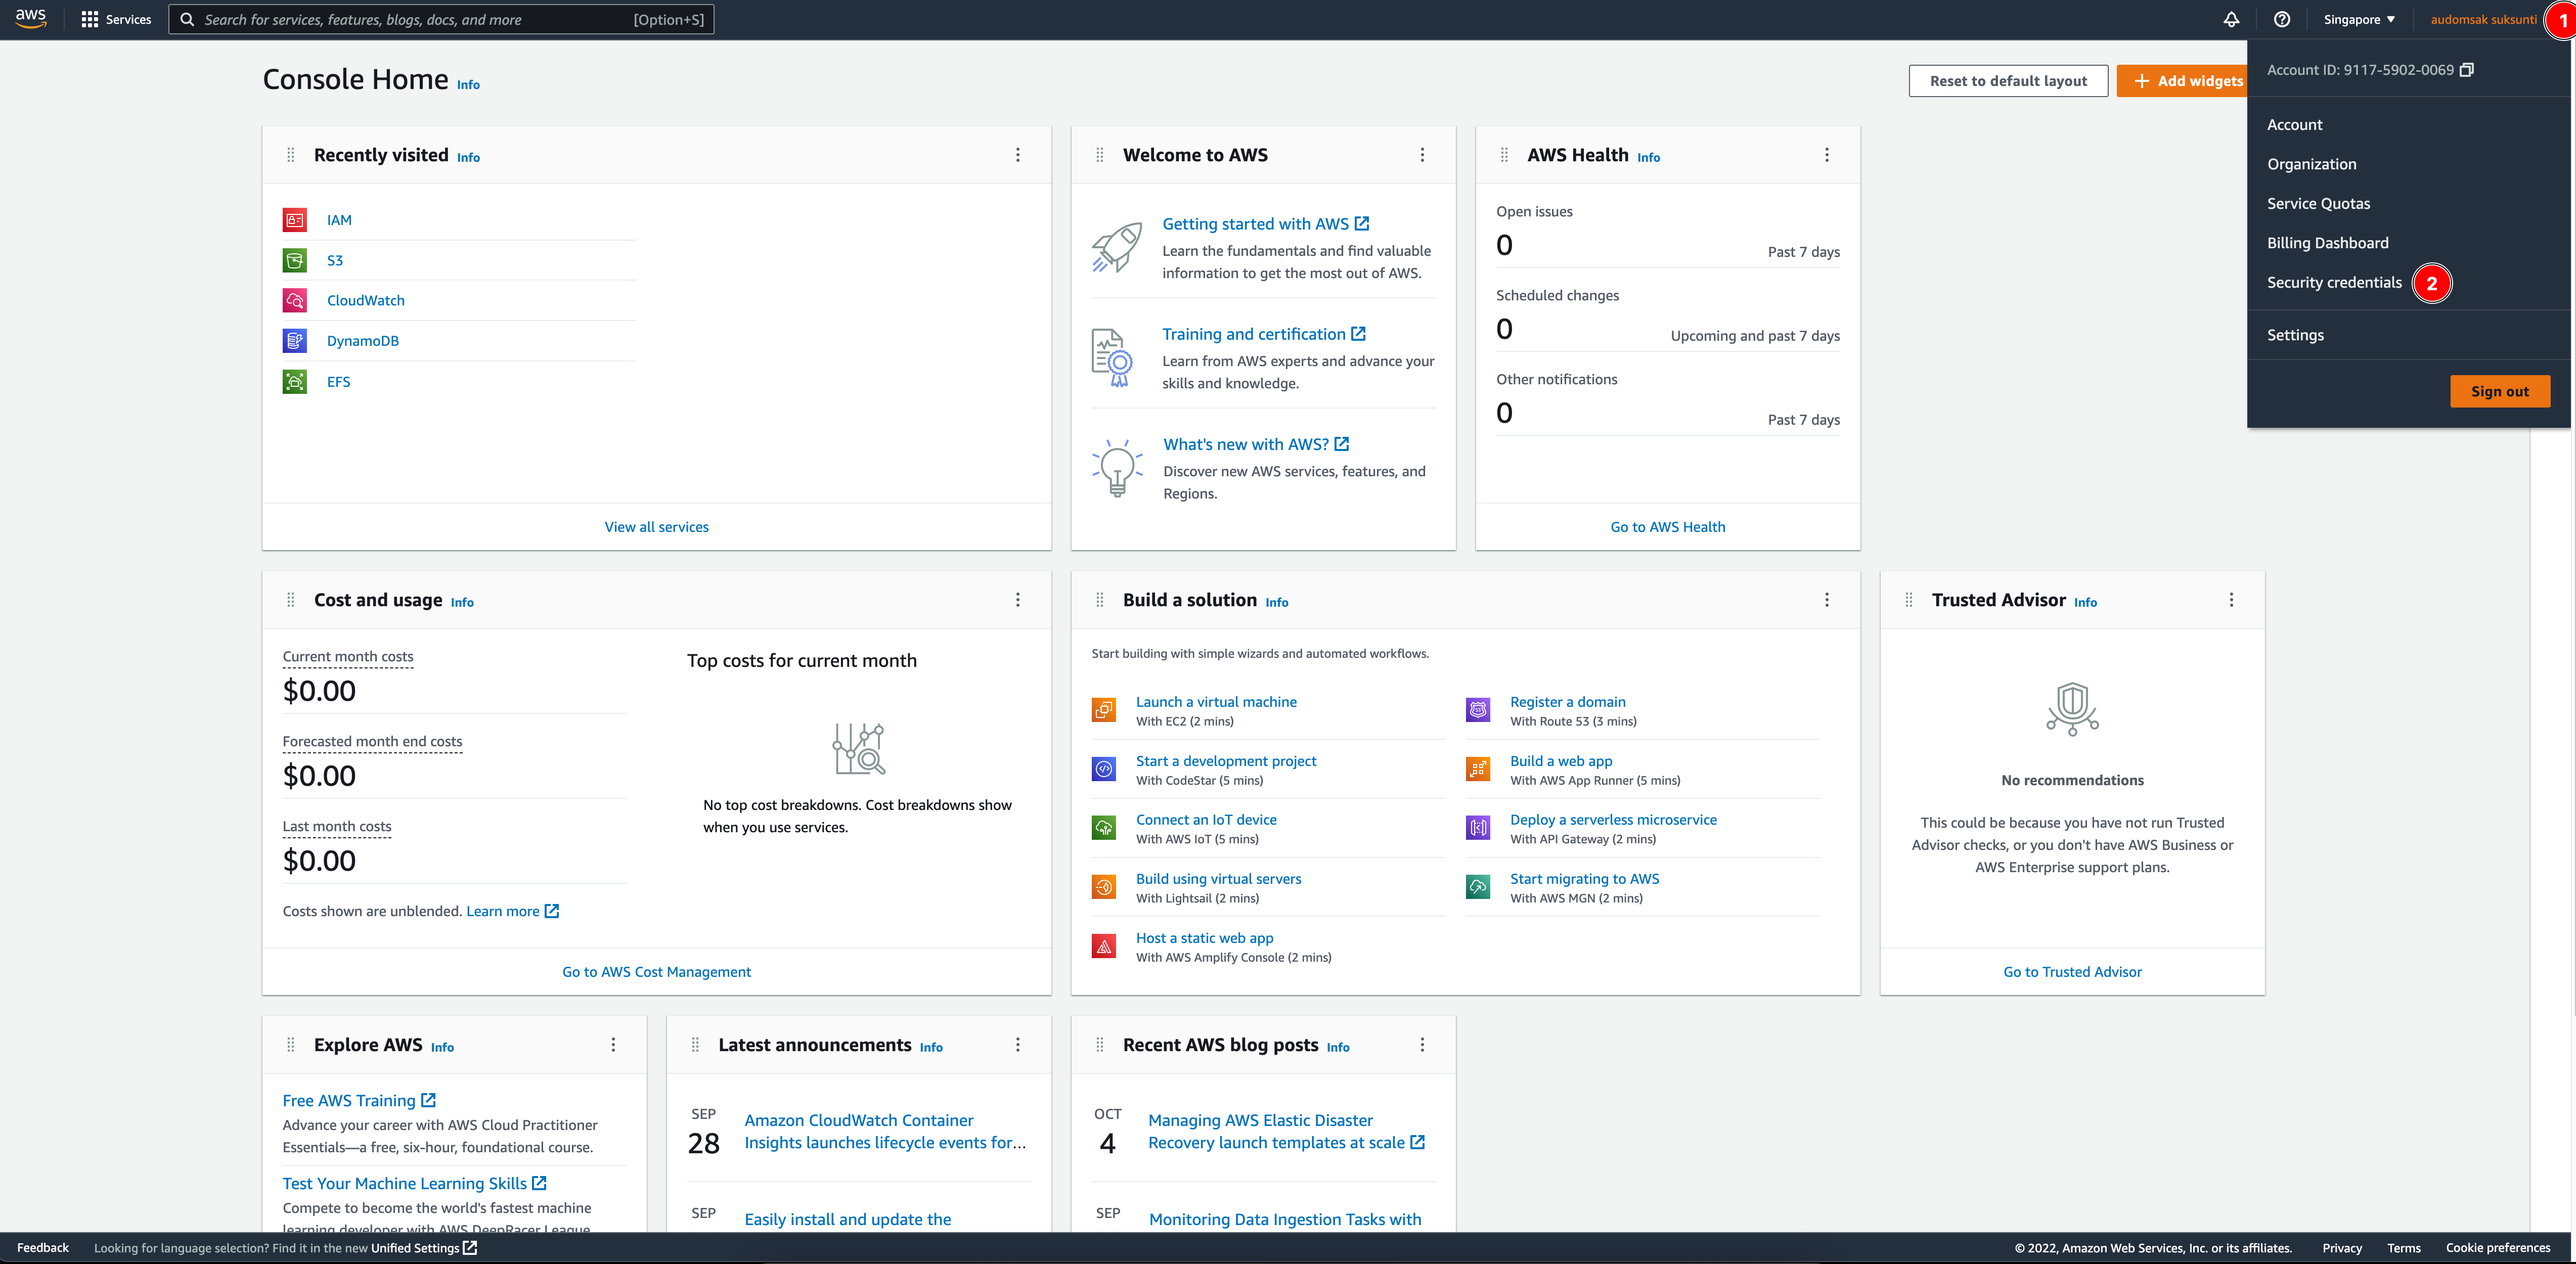 aws
Services
Search for services, features, blogs, docs, and more
[Option+S]
Singapore ▼
audomsak suksunti
1
Account ID: 9117-5902-0069
Account
Organization
Service Quotas
Billing Dashboard
Security credentials
2
Settings
Sign out
Console Home Info
Reset to default layout
+ Add widgets
Recently visited Info
IAM
S3
CloudWatch
DynamoDB
EFS
View all services
Welcome to AWS
Getting started with AWS
Learn the fundamentals and find valuable
information to get the most out of AWS.
Training and certification
Learn from AWS experts and advance your
skills and knowledge.
What's new with AWS?
Discover new AWS services, features, and
Regions.
AWS Health Info
Open issues
0
Past 7 days
Scheduled changes
0
Upcoming and past 7 days
Other notifications
0
Past 7 days
Go to AWS Health
Cost and usage Info
Current month costs
$0.00
Forecasted month end costs
$0.00
Last month costs
$0.00
Costs shown are unblended. Learn more
Top costs for current month
No top cost breakdowns. Cost breakdowns show
when you use services.
Go to AWS Cost Management
Build a solution Info
Start building with simple wizards and automated workflows.
Launch a virtual machine
With EC2 (2 mins)
Start a development project
With CodeStar (5 mins)
Connect an IoT device
With AWS IoT (5 mins)
Build using virtual servers
With Lightsail (2 mins)
Host a static web app
With AWS Amplify Console (2 mins)
Register a domain
With Route 53 (3 mins)
Build a web app
With AWS App Runner (5 mins)
Deploy a serverless microservice
With API Gateway (2 mins)
Start migrating to AWS
With AWS MGN (2 mins)
Trusted Advisor Info
No recommendations
This could be because you have not run Trusted
Advisor checks, or you don't have AWS Business or
AWS Enterprise support plans.
Go to Trusted Advisor
Explore AWS Info
Free AWS Training
Advance your career with AWS Cloud Practitioner
Essentials—a free, six-hour, foundational course.
Test Your Machine Learning Skills
Compete to become the world's fastest machine
learning developer with AWS DeepRacer League
Latest announcements Info
SEP
28
Amazon CloudWatch Container
Insights launches lifecycle events for...
SEP
Easily install and update the
Recent AWS blog posts Info
OCT
4
Managing AWS Elastic Disaster
Recovery launch templates at scale
SEP
Monitoring Data Ingestion Tasks with
Feedback
Looking for language selection? Find it in the new Unified Settings
© 2022, Amazon Web Services, Inc. or its affiliates.
Privacy
Terms
Cookie preferences